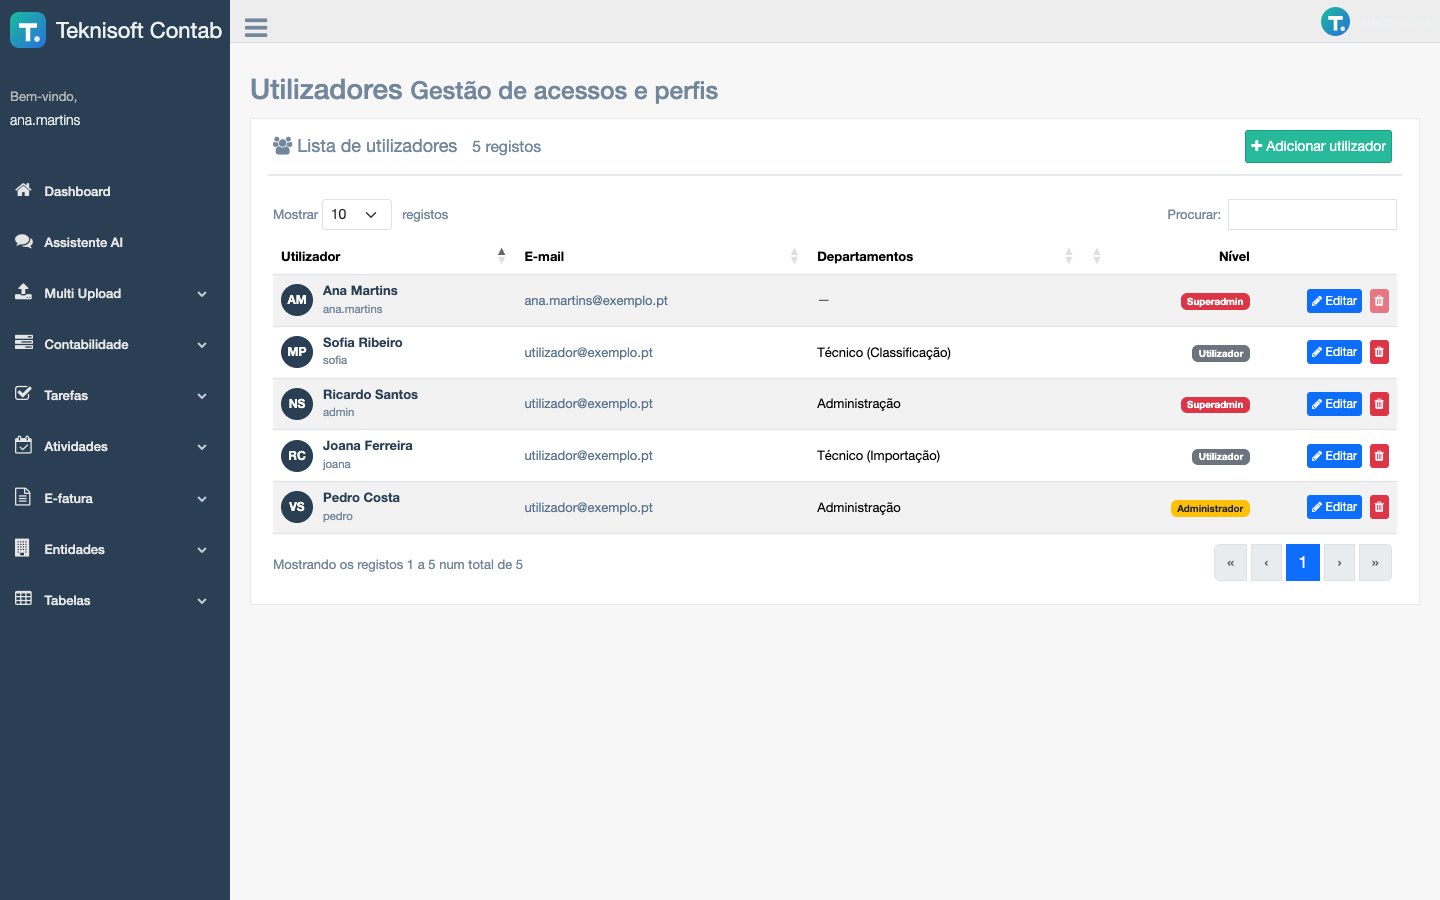 T. Teknisoft Contab
T.
Bem-vindo,
ana.martins
Dashboard
Assistente AI
Multi Upload
Contabilidade
Tarefas
Atividades
E-fatura
Entidades
Tabelas
Utilizadores Gestão de acessos e perfis
Lista de utilizadores 5 registos
Adicionar utilizador
Mostrar 10 registos
Procurar:
Utilizador E-mail Departamentos Nível
AM Ana Martins ana.martins@exemplo.pt — Superadmin Editar
ana.martins
MP Sofia Ribeiro utilizador@exemplo.pt Técnico (Classificação) Utilizador Editar
sofia
NS Ricardo Santos utilizador@exemplo.pt Administração Superadmin Editar
admin
RC Joana Ferreira utilizador@exemplo.pt Técnico (Importação) Utilizador Editar
joana
VS Pedro Costa utilizador@exemplo.pt Administração Administrador Editar
pedro
Mostrando os registos 1 a 5 num total de 5
« ‹ 1 › »